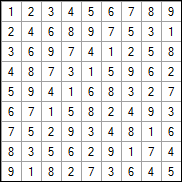 1 2 3 4 5 6 7 8 9
2 4 6 8 9 7 5 3 1
3 6 9 7 4 1 2 5 8
4 8 7 3 1 5 9 6 2
5 9 4 1 6 8 3 2 7
6 7 1 5 8 2 4 9 3
7 5 2 9 3 4 8 1 6
8 3 5 6 2 9 1 7 4
9 1 8 2 7 3 6 4 5